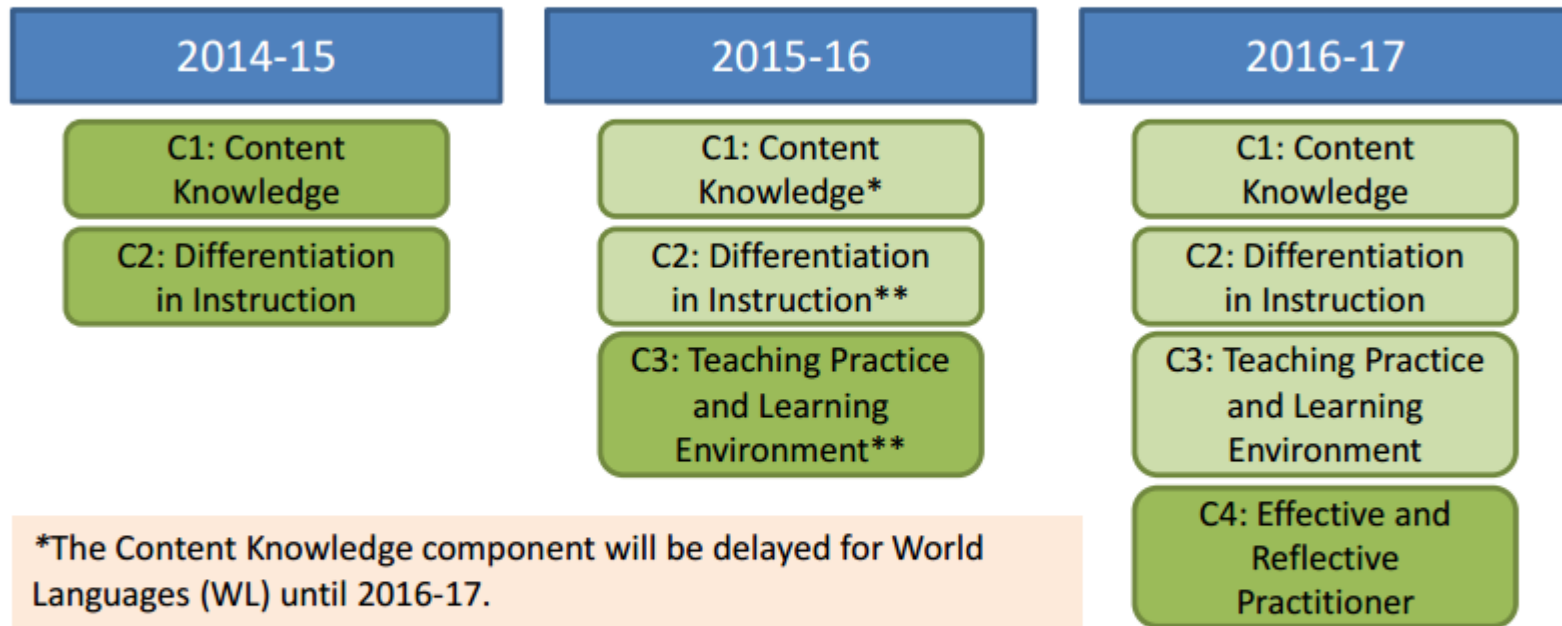 2014-15
C1: Content
Knowledge
C2: Differentiation
in Instruction
2015-16
C1: Content
Knowledge*
C2: Differentiation
in Instruction**
C3: Teaching Practice
and Learning
Environment**
2016-17
C1: Content
Knowledge
C2: Differentiation
in Instruction
C3: Teaching Practice
and Learning
Environment
C4: Effective and
Reflective
Practitioner
*The Content Knowledge component will be delayed for World
Languages (WL) until 2016-17.